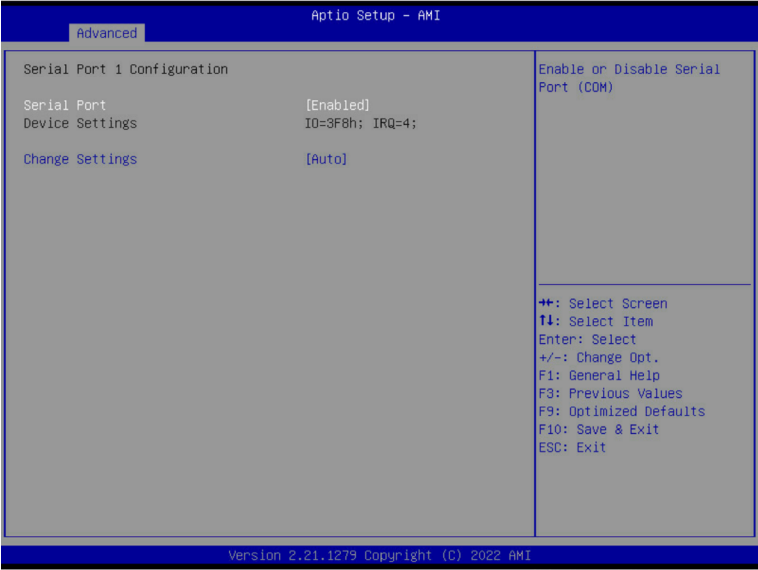 Aptio Setup – AMI
Advanced
Serial Port 1 Configuration
Serial Port [Enabled]
Device Settings IO=3F8h; IRQ=4;
Change Settings [Auto]
Enable or Disable Serial
Port (COM)
→←: Select Screen
↑↓: Select Item
Enter: Select
+/-: Change Opt.
F1: General Help
F3: Previous Values
F9: Optimized Defaults
F10: Save & Exit
ESC: Exit
Version 2.21.1279 Copyright (C) 2022 AMI